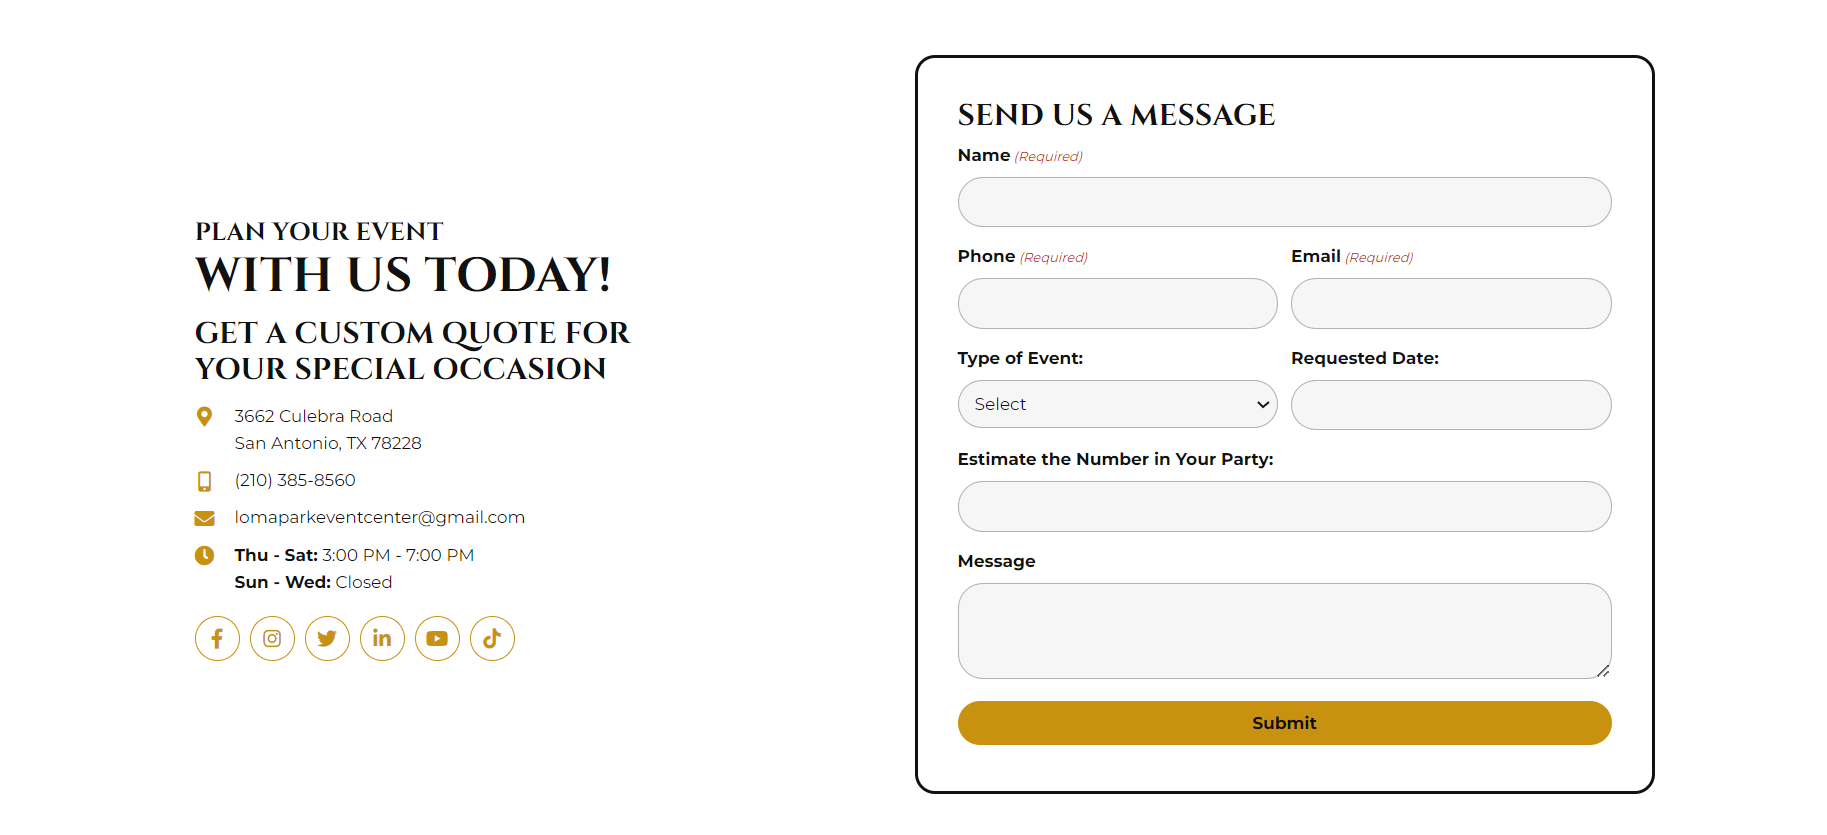 PLAN YOUR EVENT
WITH US TODAY!
GET A CUSTOM QUOTE FOR
YOUR SPECIAL OCCASION
3662 Culebra Road
San Antonio, TX 78228
(210) 385-8560
lomaparkeventcenter@gmail.com
Thu - Sat: 3:00 PM - 7:00 PM
Sun - Wed: Closed
SEND US A MESSAGE
Name (Required)
Phone (Required)
Email (Required)
Type of Event:
Requested Date:
Select
Estimate the Number in Your Party:
Message
Submit